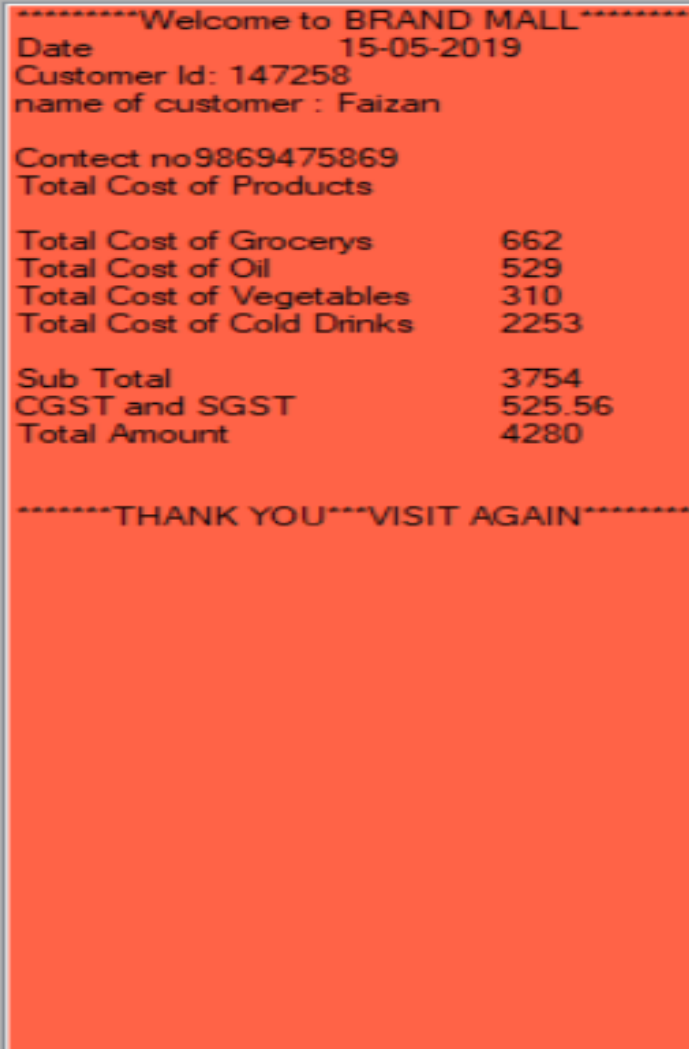 *********Welcome to BRAND MALL********
Date 15-05-2019
Customer Id: 147258
name of customer : Faizan
Contect no9869475869
Total Cost of Products
Total Cost of Grocerys 662
Total Cost of Oil 529
Total Cost of Vegetables 310
Total Cost of Cold Drinks 2253
Sub Total 3754
CGST and SGST 525.56
Total Amount 4280
*******THANK YOU***VISIT AGAIN********